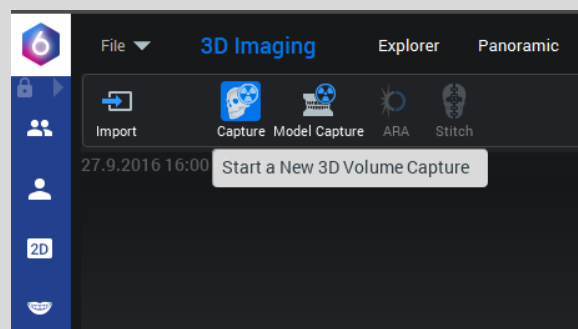 6 File 3D Imaging Explorer Panoramic
Import Capture Model Capture ARA Stitch
27.9.2016 16:00 Start a New 3D Volume Capture
2D